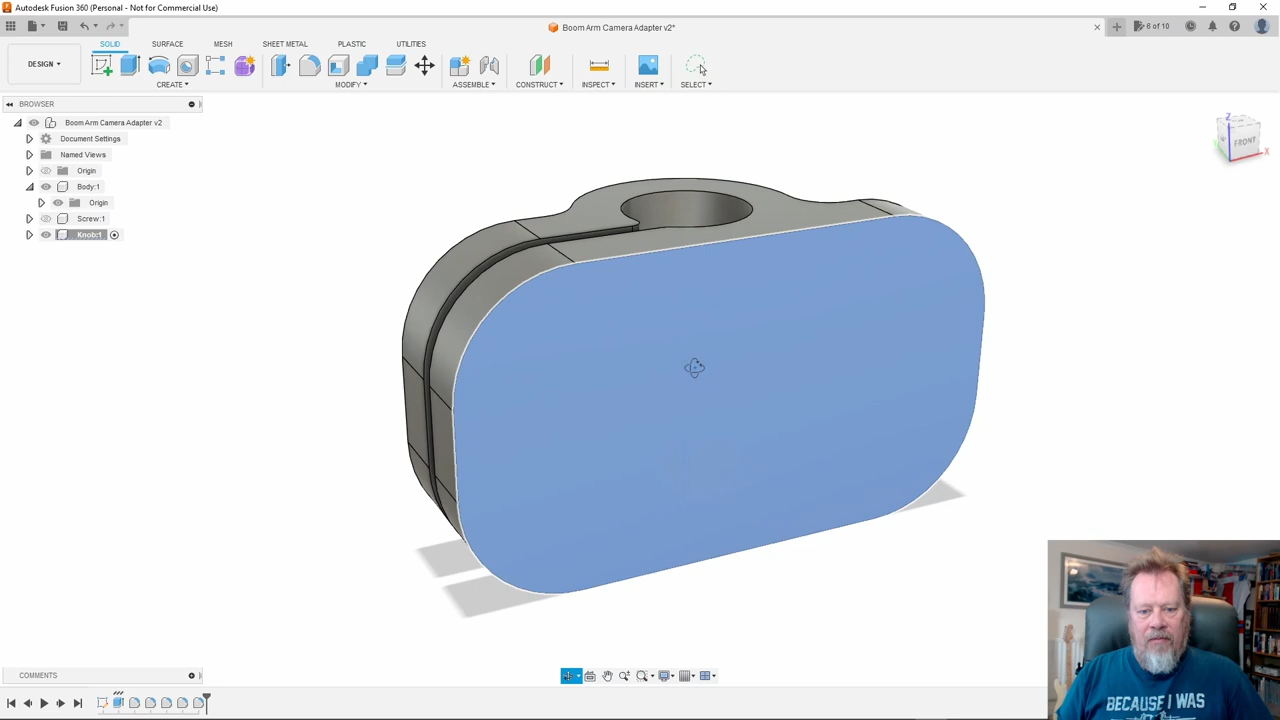 Autodesk Fusion 360 (Personal - Not for Commercial Use)
Boom Arm Camera Adapter v2*
6 of 10
DESIGN
SOLID
SURFACE
MESH
SHEET METAL
PLASTIC
UTILITIES
CREATE
MODIFY
ASSEMBLE
CONSTRUCT
INSPECT
INSERT
SELECT
BROWSER
Boom Arm Camera Adapter v2
Document Settings
Named Views
Origin
Body:1
Origin
Screw:1
Knob:1
Z
FRONT
X
COMMENTS
BECAUSE I WAS